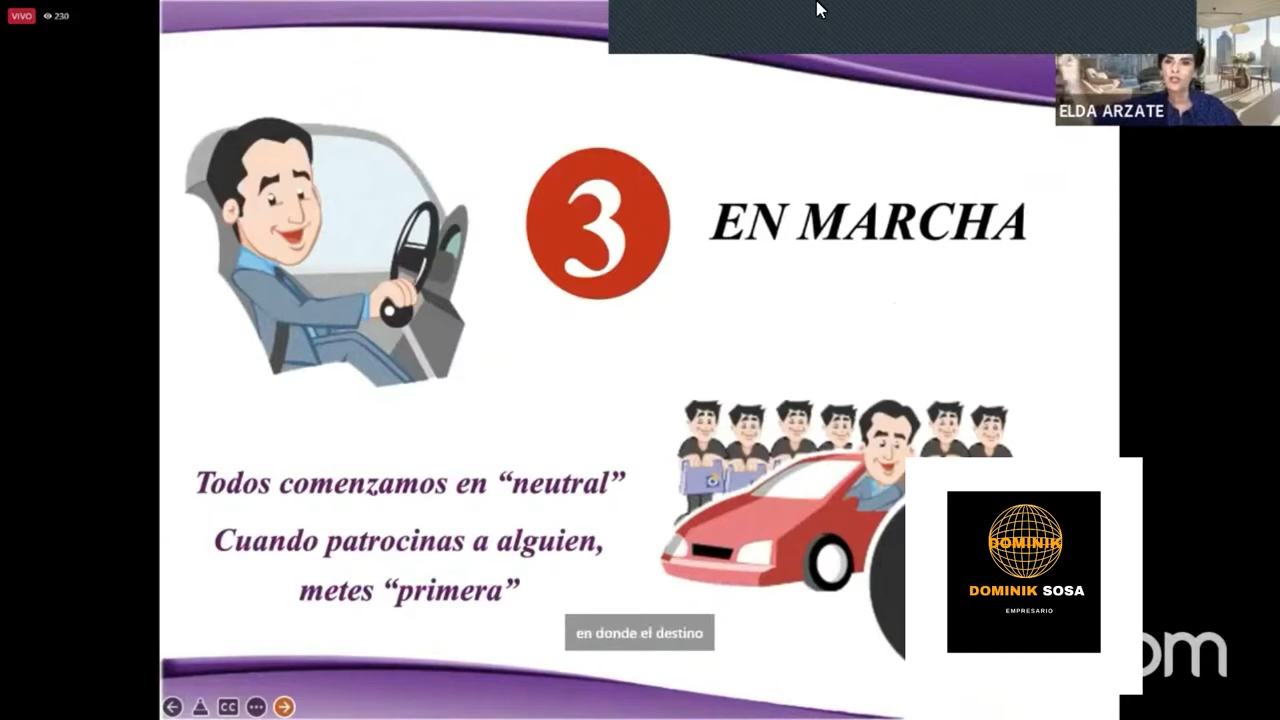 VIVO
230
ELDA ARZATE
3
EN MARCHA
Todos comenzamos en “neutral”
Cuando patrocinas a alguien,
metes “primera”
en donde el destino
DOMINIK
DOMINIK SOSA
EMPRESARIO
om
CC